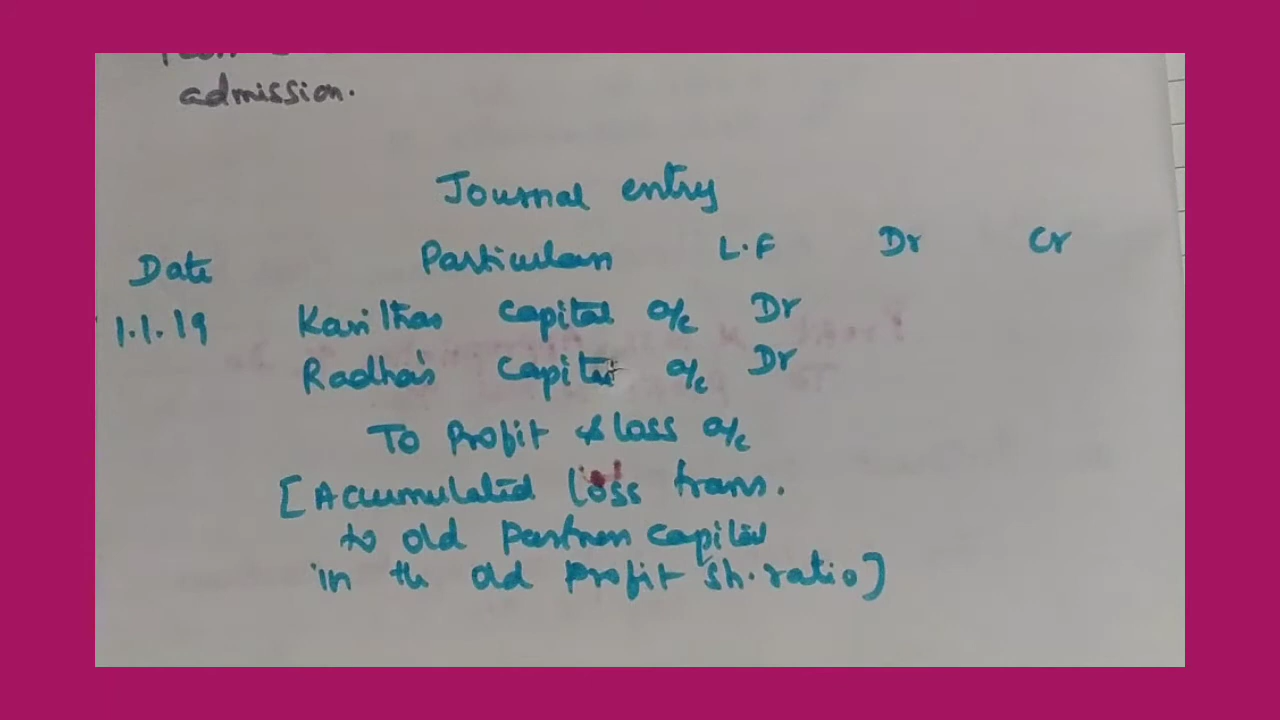 admission.
Journal entry
Date Particulars L.F Dr Cr
1.1.19 Kavithas Capital a/c Dr
Radha's Capital a/c Dr
To Profit & loss a/c
[Accumulated loss trans.
to old Partners capital
in the old Profit sh. ratio]